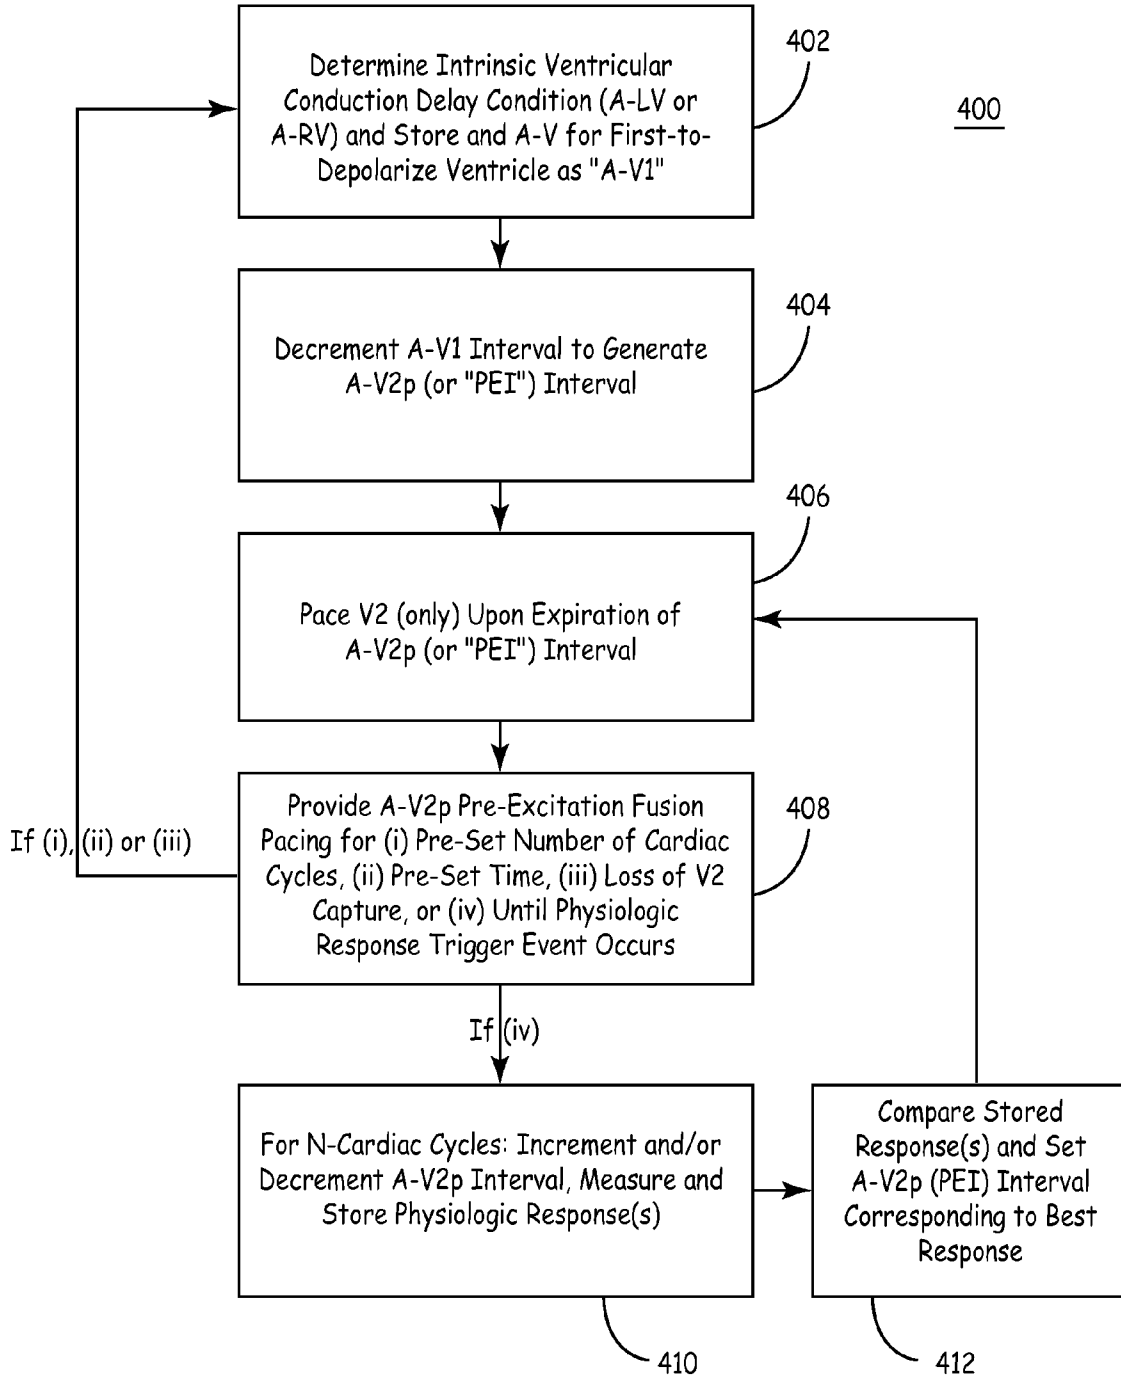 402
Determine Intrinsic Ventricular
Conduction Delay Condition (A-LV or
A-RV) and Store and A-V for First-to-
Depolarize Ventricle as "A-V1"
400
404
Decrement A-V1 Interval to Generate
A-V2p (or "PEI") Interval
406
Pace V2 (only) Upon Expiration of
A-V2p (or "PEI") Interval
408
Provide A-V2p Pre-Excitation Fusion
Pacing for (i) Pre-Set Number of Cardiac
Cycles, (ii) Pre-Set Time, (iii) Loss of V2
Capture, or (iv) Until Physiologic
Response Trigger Event Occurs
If (i), (ii) or (iii)
If (iv)
For N-Cardiac Cycles: Increment and/or
Decrement A-V2p Interval, Measure and
Store Physiologic Response(s)
Compare Stored
Response(s) and Set
A-V2p (PEI) Interval
Corresponding to Best
Response
410
412